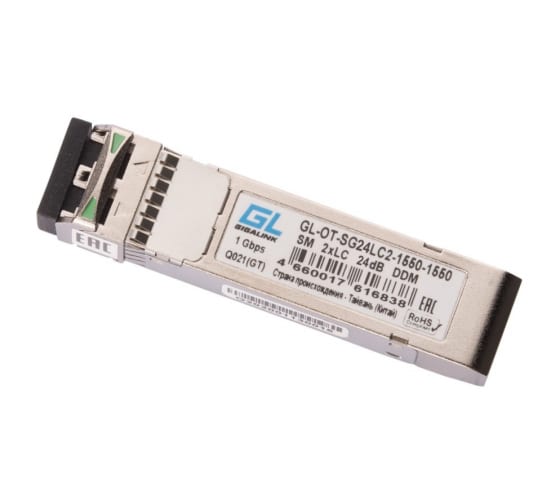 GL
GIGALINK
1 Gbps
Q021(GT)
GL-OT-SG24LC2-1550-1550
SM 2xLC 24dB DDM
4 660017 616838
EAC
Страна происхождения - Тайвань (Китай)
RoHS
EAC